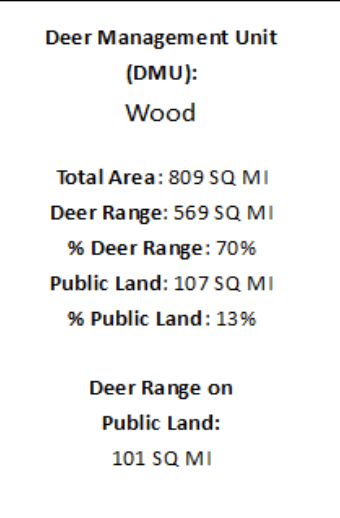 Deer Management Unit
(DMU):
Wood
Total Area: 809 SQ MI
Deer Range: 569 SQ MI
% Deer Range: 70%
Public Land: 107 SQ MI
% Public Land: 13%
Deer Range on
Public Land:
101 SQ MI